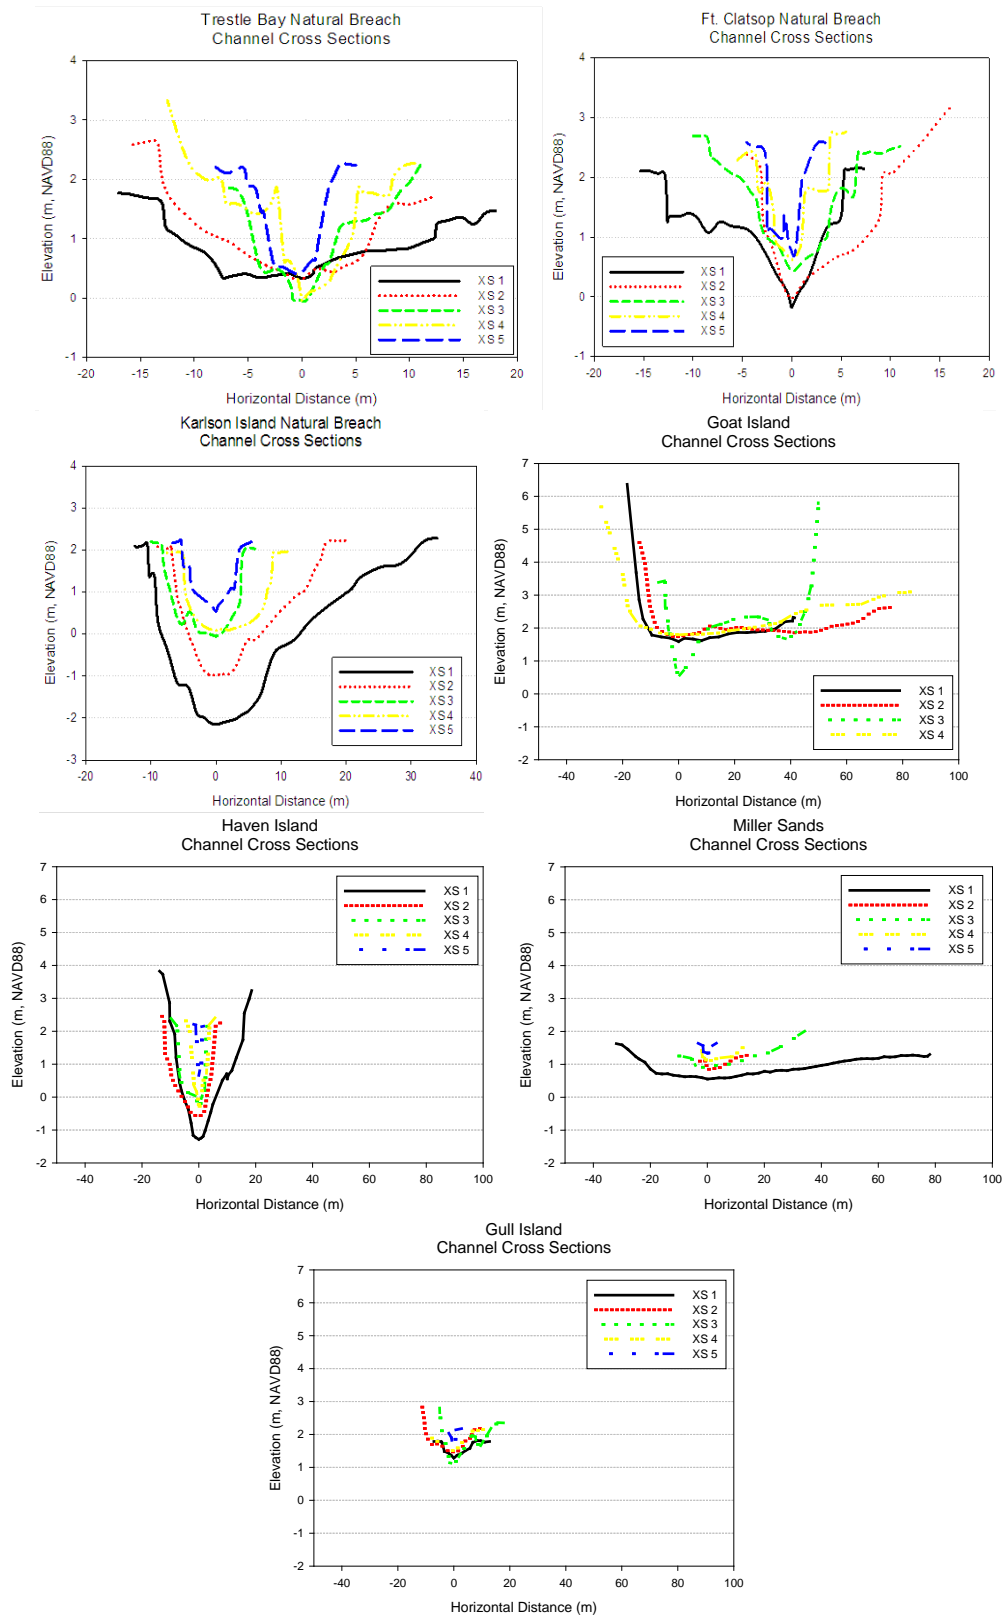 Trestle Bay Natural Breach
Channel Cross Sections
Elevation (m, NAVD88)
4
3
2
1
0
-1
-20
-15
-10
-5
0
5
10
15
20
Horizontal Distance (m)
XS 1
XS 2
XS 3
XS 4
XS 5
Ft. Clatsop Natural Breach
Channel Cross Sections
Elevation (m, NAVD88)
4
3
2
1
0
-1
-20
-15
-10
-5
0
5
10
15
20
Horizontal Distance (m)
XS 1
XS 2
XS 3
XS 4
XS 5
Karlson Island Natural Breach
Channel Cross Sections
Elevation (m, NAVD88)
4
3
2
1
0
-1
-2
-3
-20
-10
0
10
20
30
40
Horizontal Distance (m)
XS 1
XS 2
XS 3
XS 4
XS 5
Goat Island
Channel Cross Sections
Elevation (m, NAVD88)
7
6
5
4
3
2
1
0
-1
-2
-40
-20
0
20
40
60
80
100
Horizontal Distance (m)
XS 1
XS 2
XS 3
XS 4
Haven Island
Channel Cross Sections
Elevation (m, NAVD88)
7
6
5
4
3
2
1
0
-1
-2
-40
-20
0
20
40
60
80
100
Horizontal Distance (m)
XS 1
XS 2
XS 3
XS 4
XS 5
Miller Sands
Channel Cross Sections
Elevation (m, NAVD88)
7
6
5
4
3
2
1
0
-1
-2
-40
-20
0
20
40
60
80
100
Horizontal Distance (m)
XS 1
XS 2
XS 3
XS 4
XS 5
Gull Island
Channel Cross Sections
Elevation (m, NAVD88)
7
6
5
4
3
2
1
0
-1
-2
-40
-20
0
20
40
60
80
100
Horizontal Distance (m)
XS 1
XS 2
XS 3
XS 4
XS 5